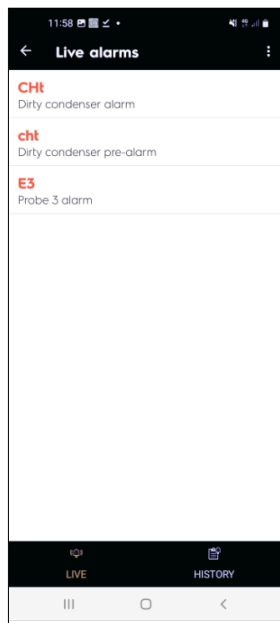 11:58
Live alarms
CHt
Dirty condenser alarm
cht
Dirty condenser pre-alarm
E3
Probe 3 alarm
LIVE
HISTORY